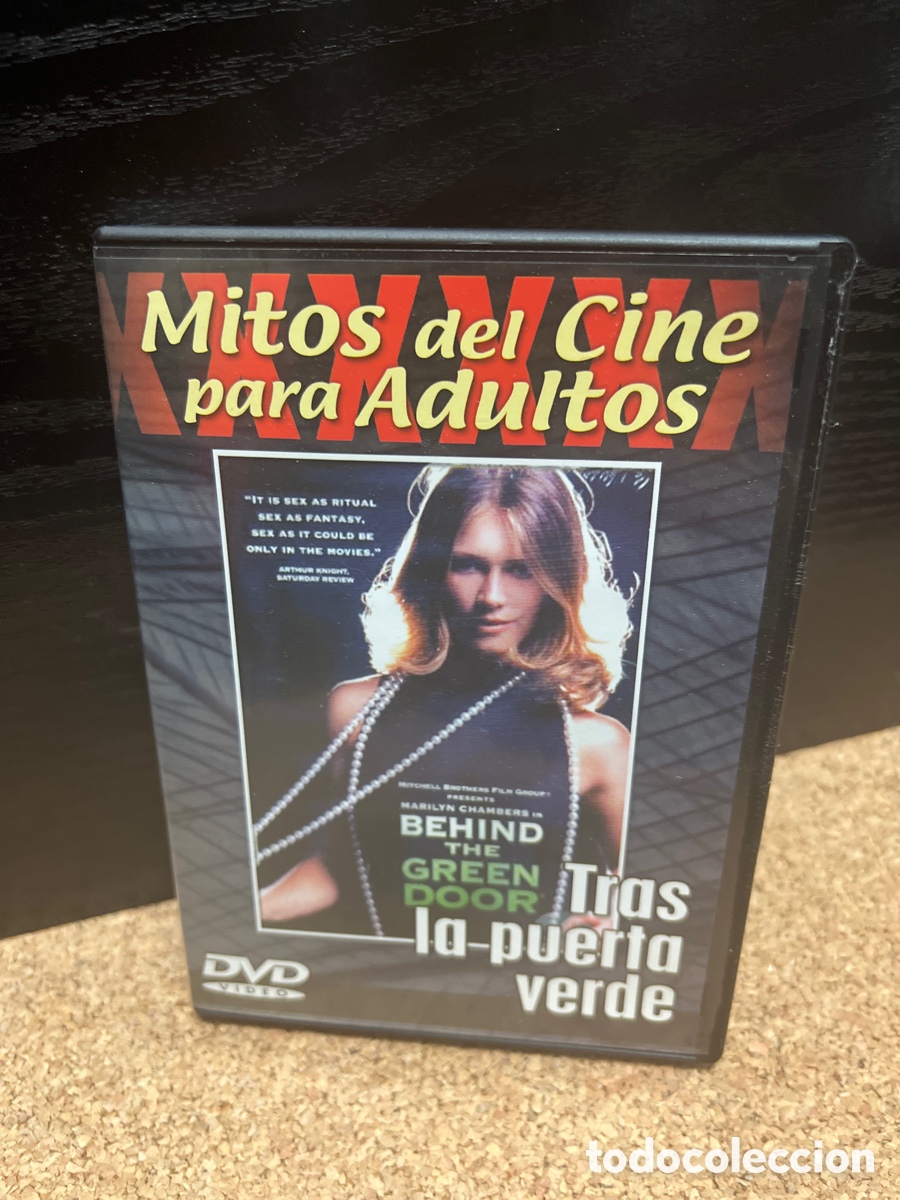 XXXXXX
Mitos del Cine
para Adultos
"IT IS SEX AS RITUAL
SEX AS FANTASY,
SEX AS IT COULD BE
ONLY IN THE MOVIES."
ARTHUR KNIGHT,
SATURDAY REVIEW
MITCHELL BROTHERS FILM GROUP
PRESENTS
MARILYN CHAMBERS IN
BEHIND
THE
GREEN
DOOR
Tras
la puerta
verde
DVD
VIDEO
todocoleccion